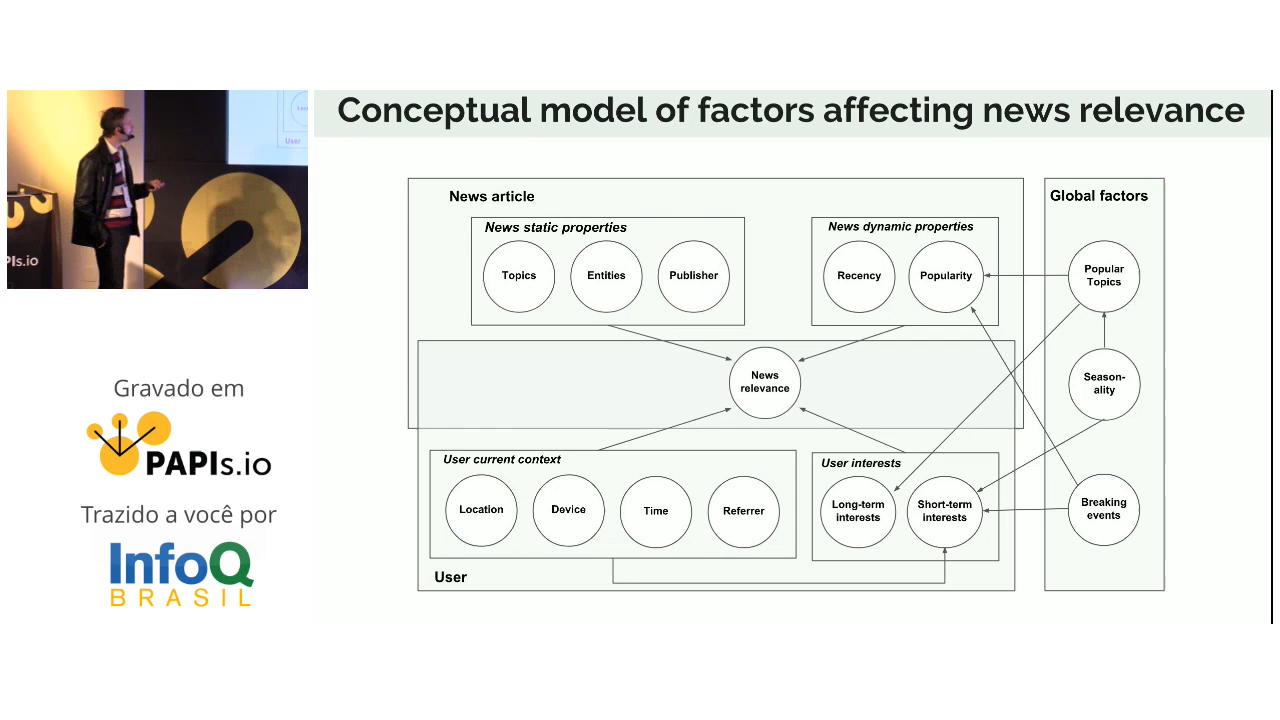 Conceptual model of factors affecting news relevance
PIs.io
User
Gravado em
PAPIs.io
Trazido a você por
InfoQ
BRASIL
News article
News static properties
Topics
Entities
Publisher
News dynamic properties
Recency
Popularity
News
relevance
User current context
Location
Device
Time
Referrer
User interests
Long-term
interests
Short-term
interests
User
Global factors
Popular
Topics
Season-
ality
Breaking
events